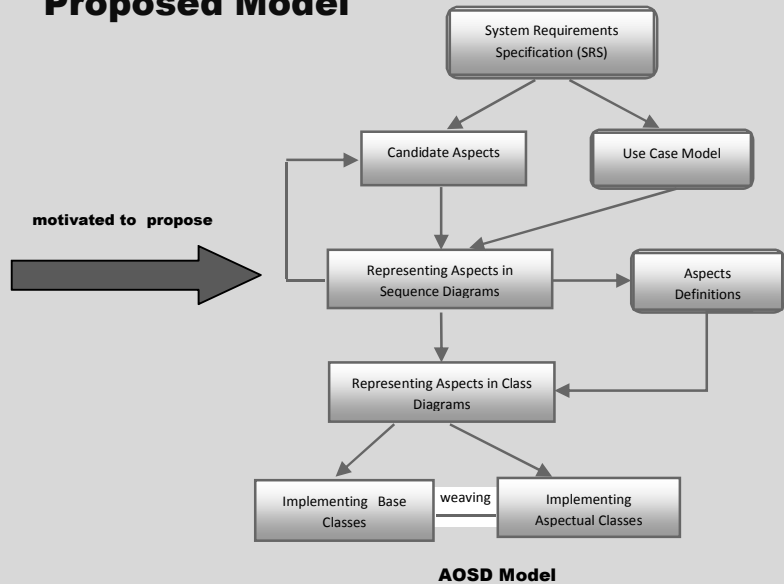 Proposed Model
System Requirements
Specification (SRS)
Candidate Aspects
Use Case Model
motivated to propose
Representing Aspects in
Sequence Diagrams
Aspects
Definitions
Representing Aspects in Class
Diagrams
Implementing Base
Classes
weaving
Implementing
Aspectual Classes
AOSD Model